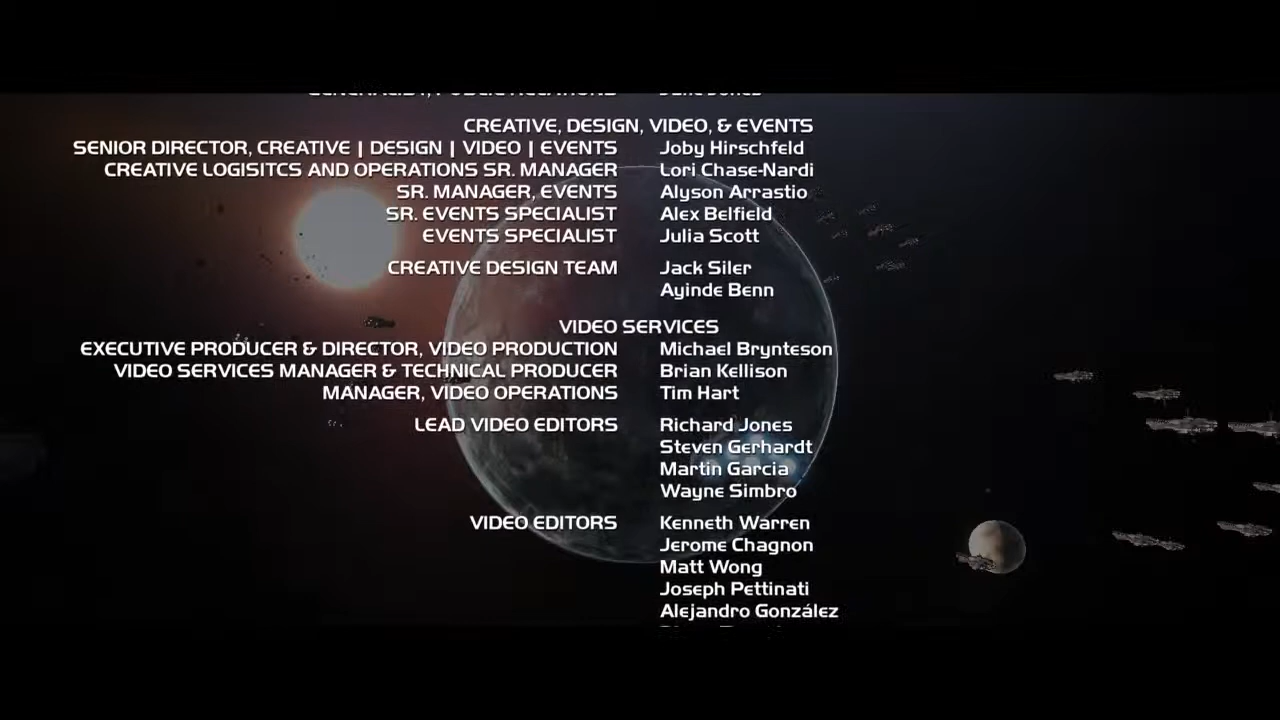 CREATIVE, DESIGN, VIDEO, & EVENTS
SENIOR DIRECTOR, CREATIVE | DESIGN | VIDEO | EVENTS Joby Hirschfeld
CREATIVE LOGISITCS AND OPERATIONS SR. MANAGER Lori Chase-Nardi
SR. MANAGER, EVENTS Alyson Arrastio
SR. EVENTS SPECIALIST Alex Belfield
EVENTS SPECIALIST Julia Scott
CREATIVE DESIGN TEAM Jack Siler
Ayinde Benn
VIDEO SERVICES
EXECUTIVE PRODUCER & DIRECTOR, VIDEO PRODUCTION Michael Brynteson
VIDEO SERVICES MANAGER & TECHNICAL PRODUCER Brian Kellison
MANAGER, VIDEO OPERATIONS Tim Hart
LEAD VIDEO EDITORS Richard Jones
Steven Gerhardt
Martin Garcia
Wayne Simbro
VIDEO EDITORS Kenneth Warren
Jerome Chagnon
Matt Wong
Joseph Pettinati
Alejandro González